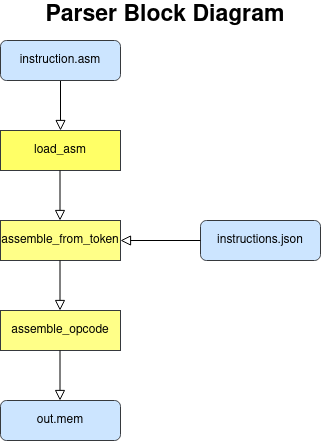 Parser Block Diagram
instruction.asm
load_asm
assemble_from_token
instructions.json
assemble_opcode
out.mem